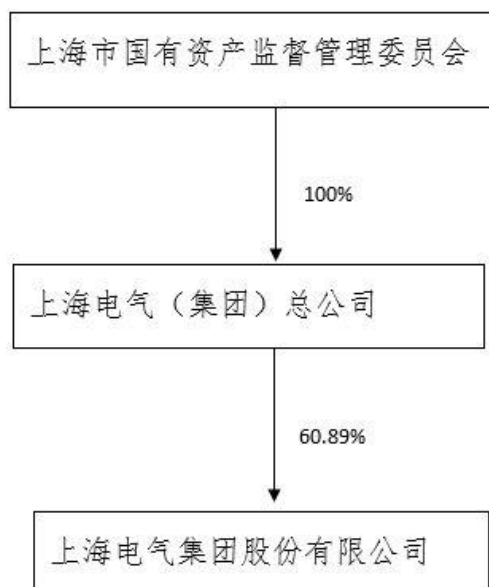 上海市国有资产监督管理委员会
100%
上海电气（集团）总公司
60.89%
上海电气集团股份有限公司